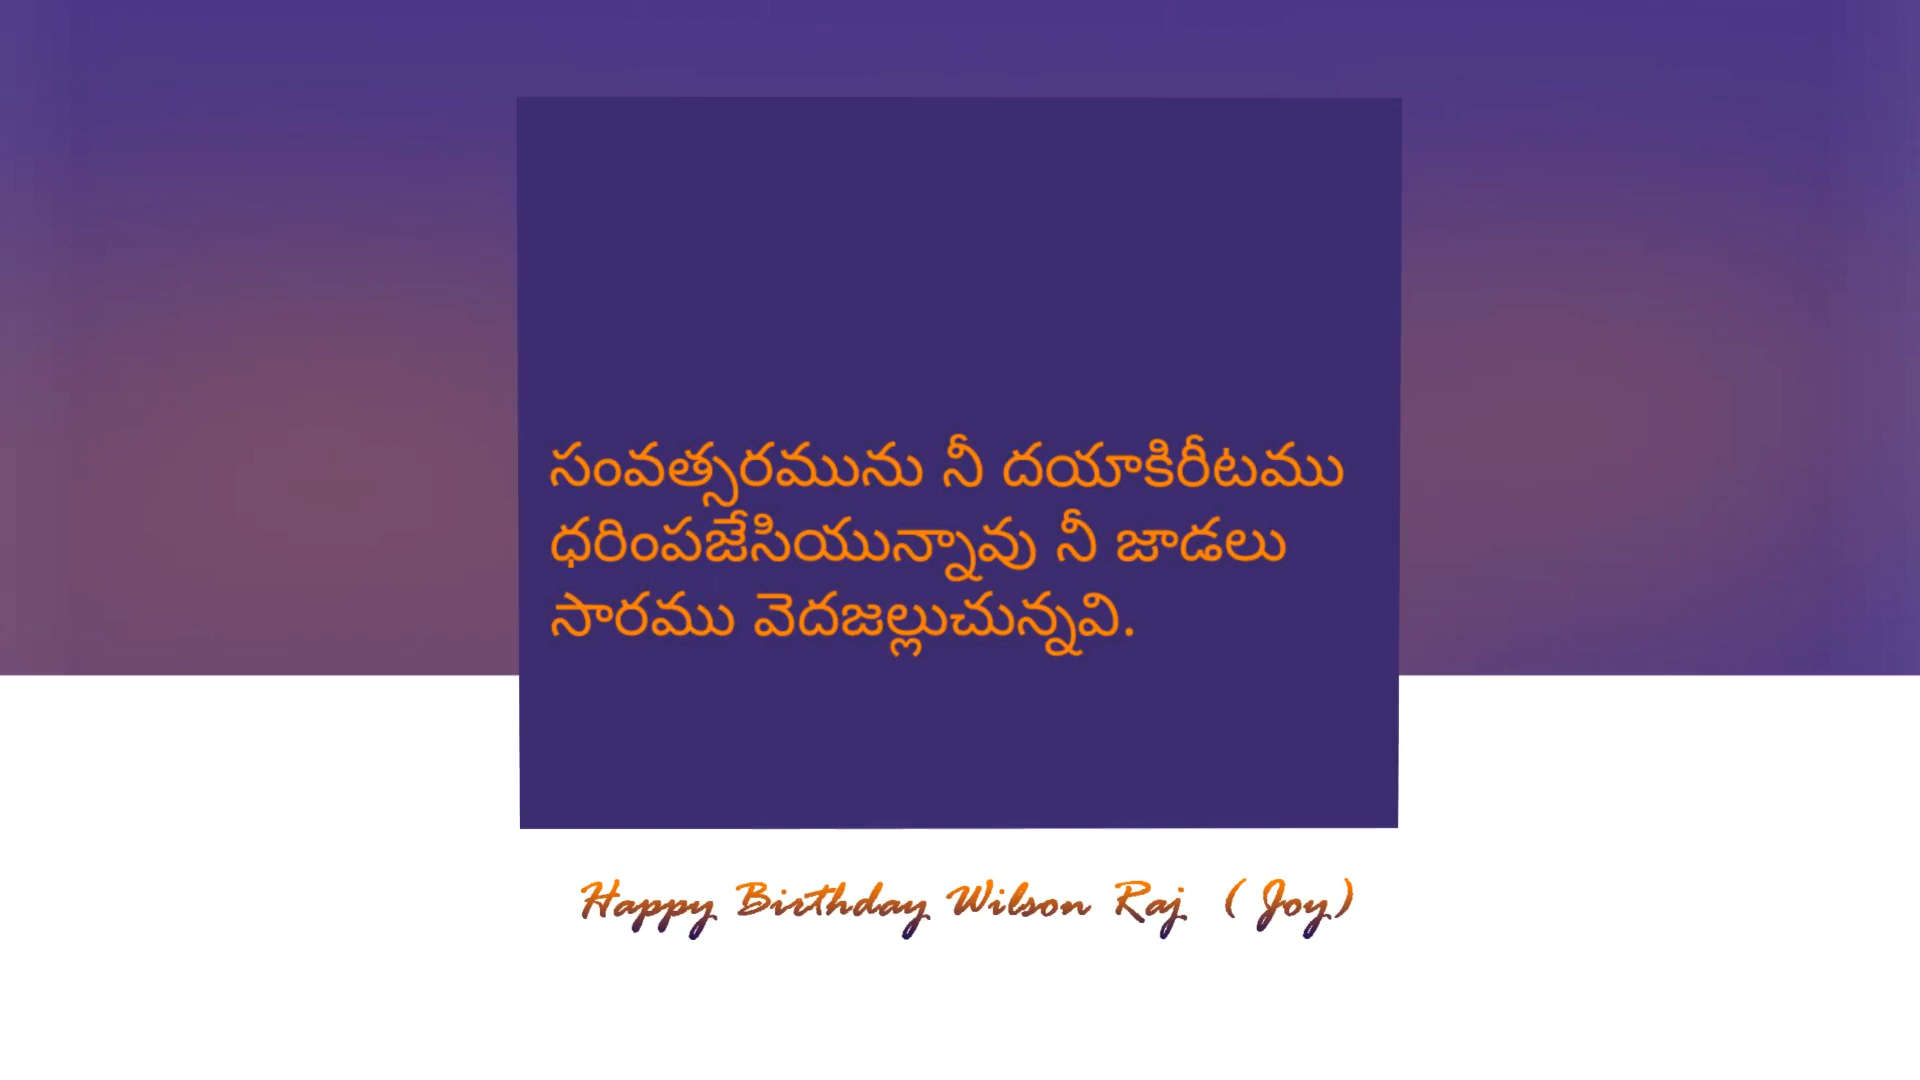 సంవత్సరమును నీ దయాకిరీటము
ధరింపజేసియున్నావు నీ జాడలు
సారము వెదజల్లుచున్నవి.
Happy Birthday Wilson Raj ( Joy)